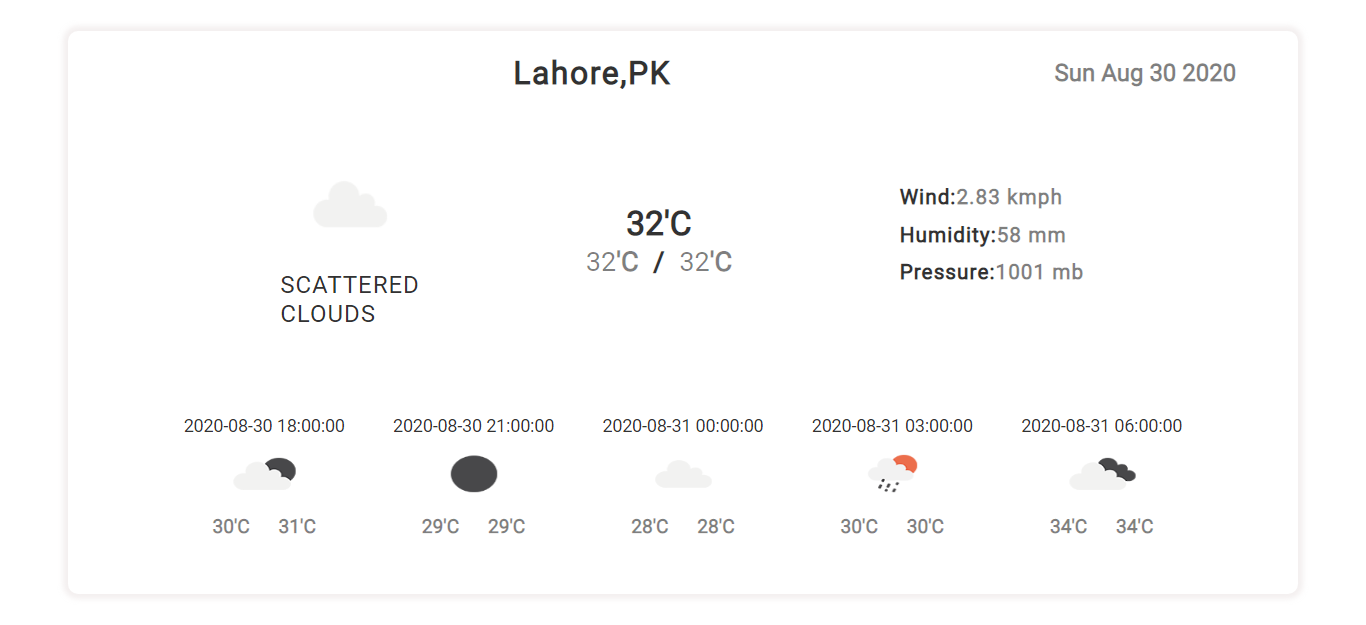 Lahore,PK
Sun Aug 30 2020
SCATTERED
CLOUDS
32'C
32'C / 32'C
Wind:2.83 kmph
Humidity:58 mm
Pressure:1001 mb
2020-08-30 18:00:00
30'C 31'C
2020-08-30 21:00:00
29'C 29'C
2020-08-31 00:00:00
28'C 28'C
2020-08-31 03:00:00
30'C 30'C
2020-08-31 06:00:00
34'C 34'C